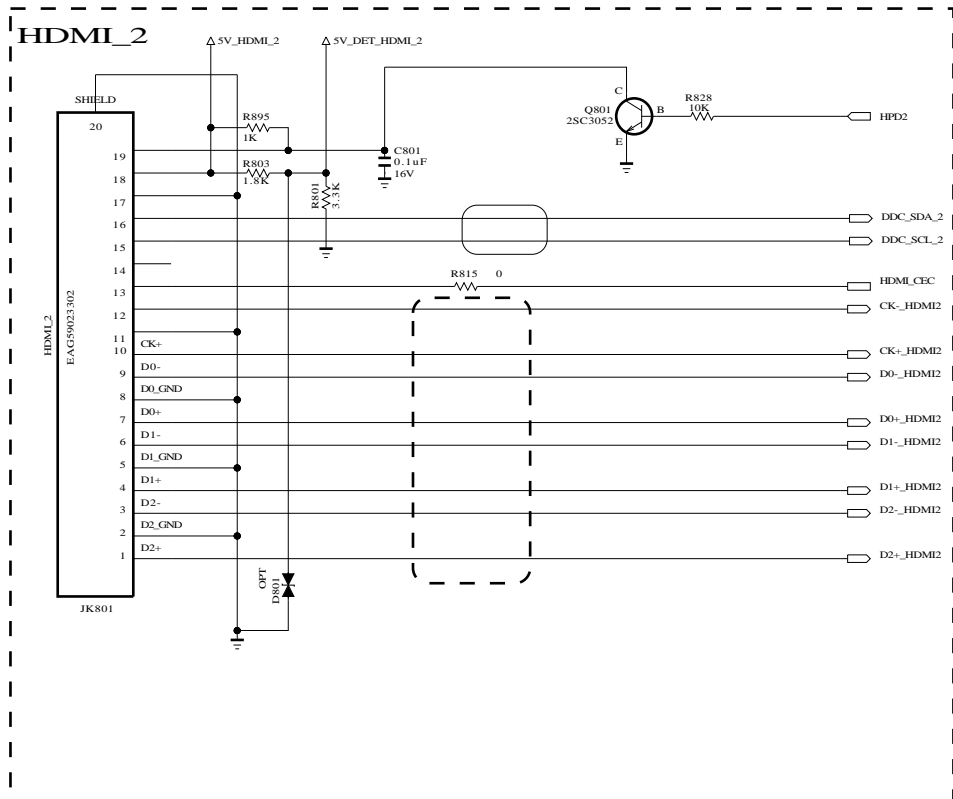 HDMI_2
5V_HDMI_2
5V_DET_HDMI_2
SHIELD
20
R895
1K
C
Q801
2SC3052
B
E
R828
10K
HPD2
19
C801
0.1uF
16V
18
R803
1.8K
R801
3.3K
17
16
DDC_SDA_2
15
DDC_SCL_2
14
R815 0
13
HDMI_CEC
12
CK-_HDMI2
HDMI_2
EAG59023302
11
10
CK+
CK+_HDMI2
9
D0-
D0-_HDMI2
8
D0_GND
7
D0+
D0+_HDMI2
6
D1-
D1-_HDMI2
5
D1_GND
4
D1+
D1+_HDMI2
3
D2-
D2-_HDMI2
2
D2_GND
1
D2+
D2+_HDMI2
OPT
D801
JK801